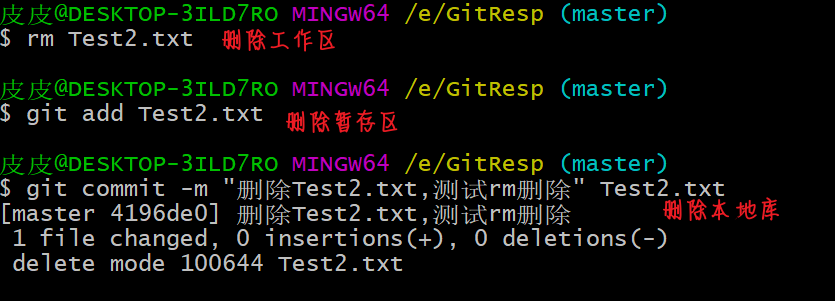 皮皮@DESKTOP-3ILD7RO MINGW64 /e/GitResp (master)
$ rm Test2.txt 删除工作区
皮皮@DESKTOP-3ILD7RO MINGW64 /e/GitResp (master)
$ git add Test2.txt 删除暂存区
皮皮@DESKTOP-3ILD7RO MINGW64 /e/GitResp (master)
$ git commit -m "删除Test2.txt,测试rm删除" Test2.txt
[master 4196de0] 删除Test2.txt,测试rm删除 删除本地库
1 file changed, 0 insertions(+), 0 deletions(-)
delete mode 100644 Test2.txt